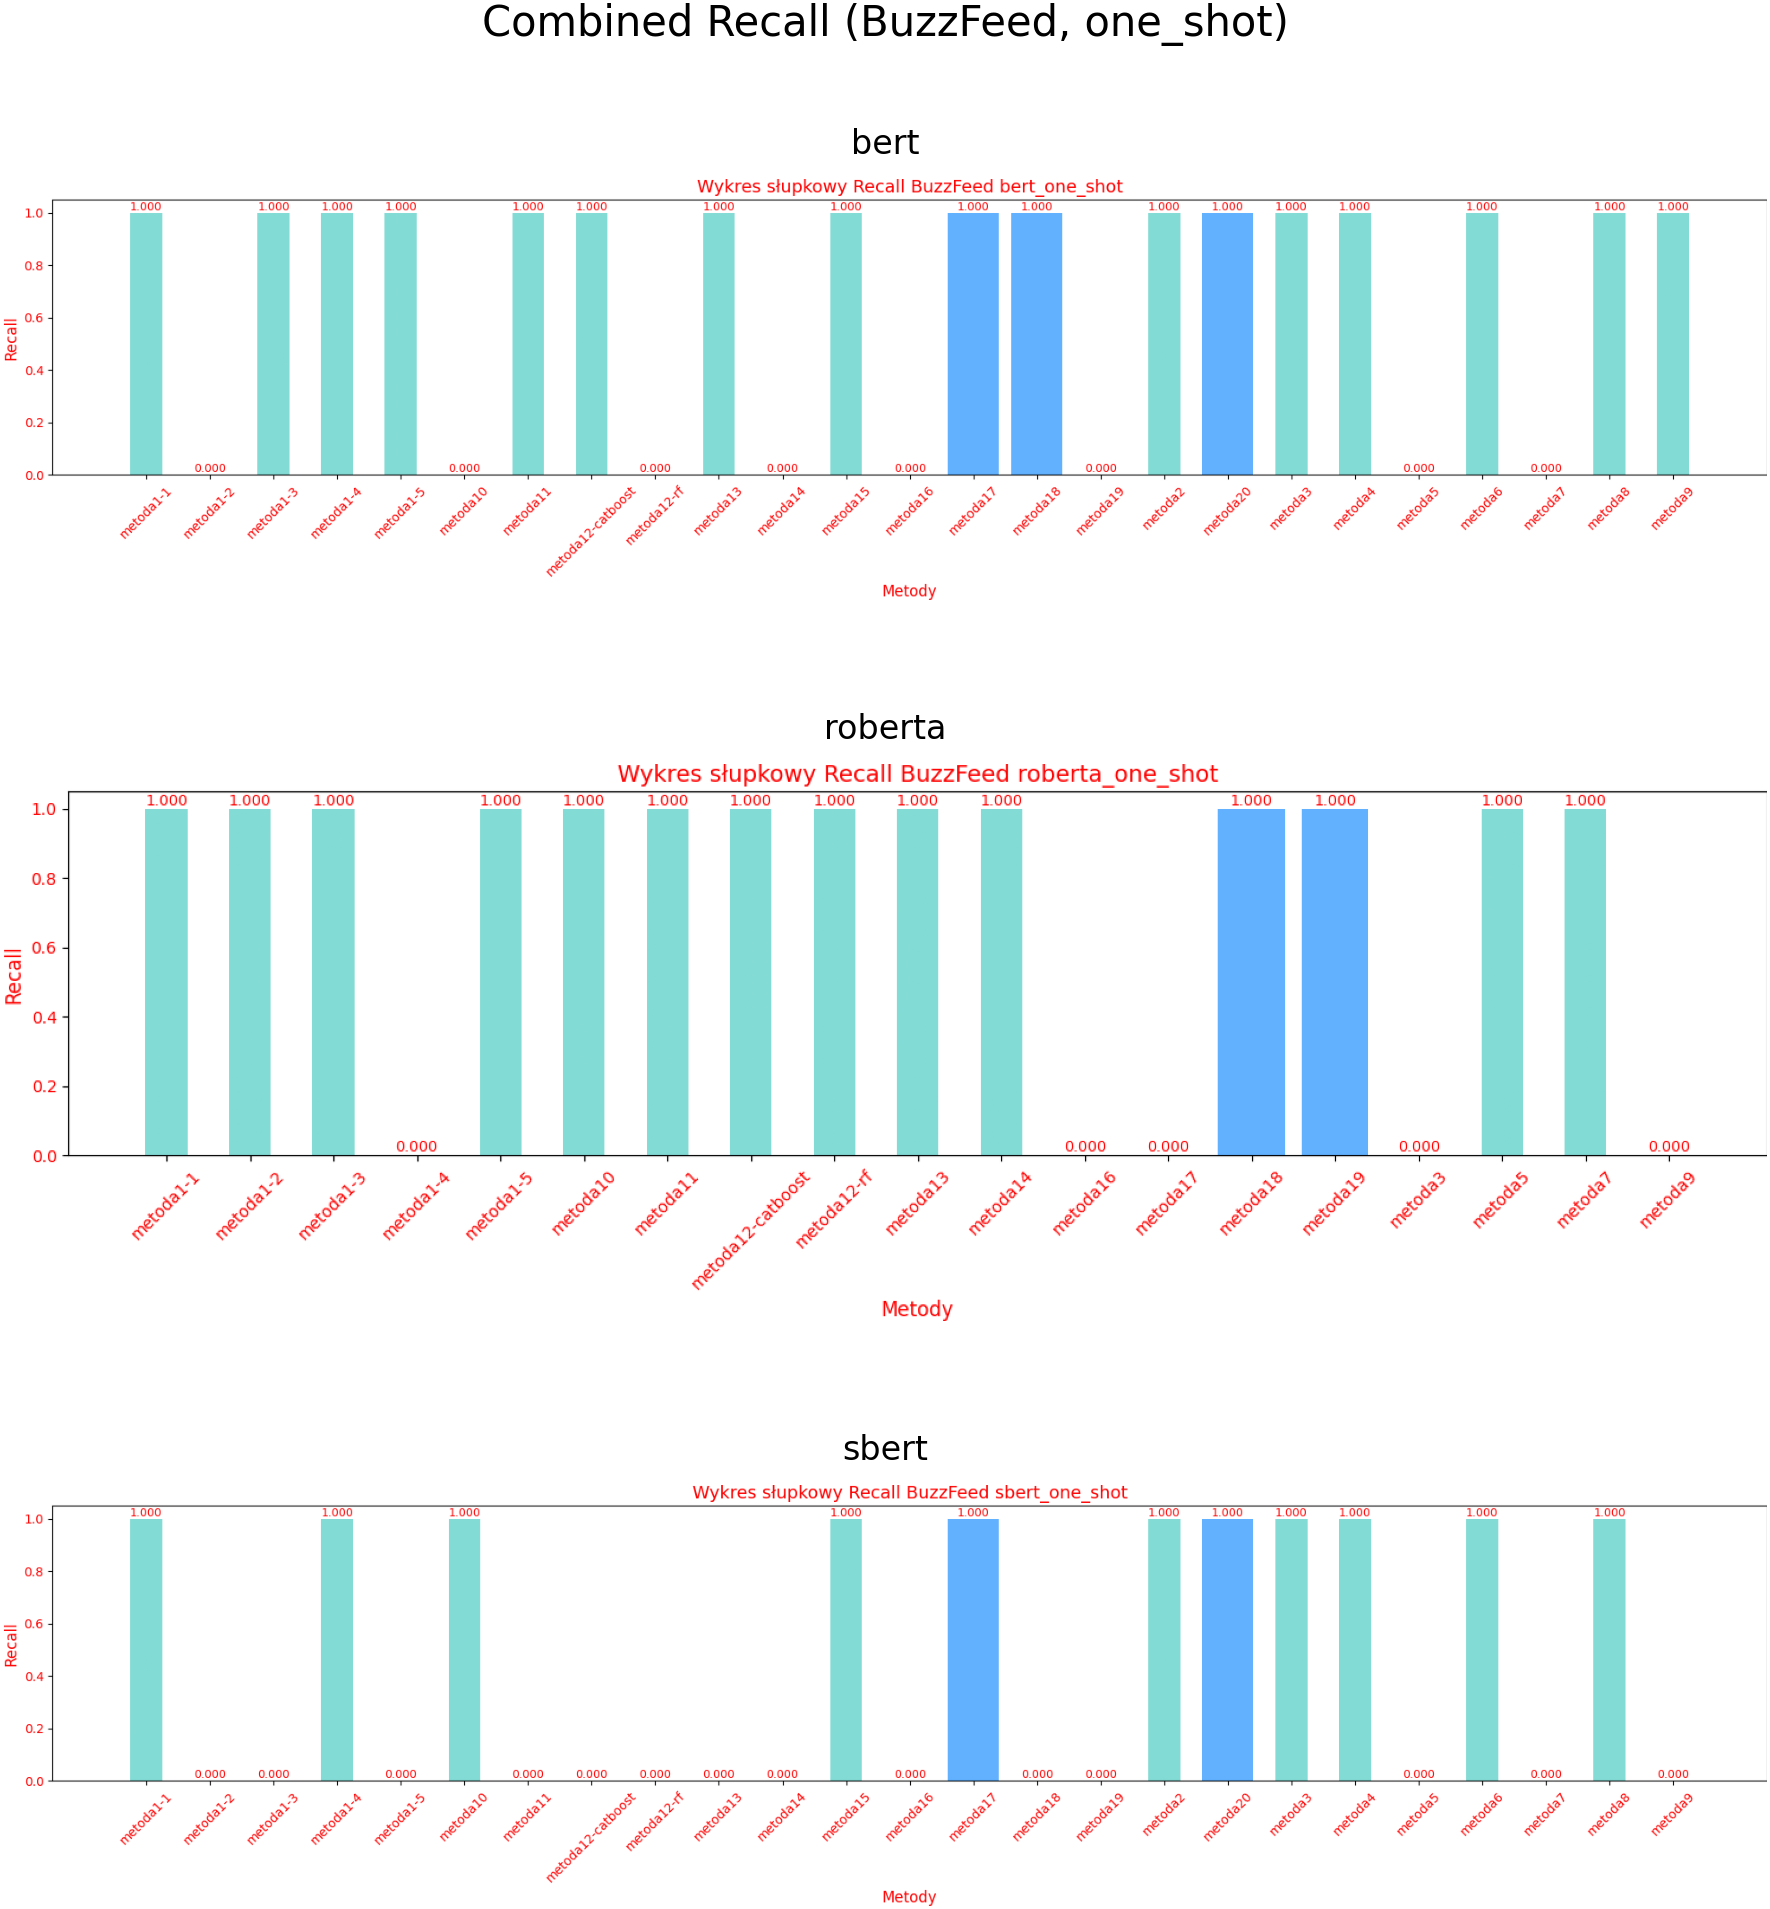 Combined Recall (BuzzFeed, one_shot)
bert
Wykres słupkowy Recall BuzzFeed bert_one_shot
1.000 0.000 1.000 1.000 1.000 0.000 1.000 1.000 0.000 1.000 0.000 1.000 0.000 1.000 1.000 0.000 1.000 1.000 1.000 1.000 0.000 1.000 0.000 1.000 1.000
1.0
0.8
0.6
0.4
0.2
0.0
Recall
metoda1-1 metoda1-2 metoda1-3 metoda1-4 metoda1-5 metoda10 metoda11 metoda12-catboost metoda12-rf metoda13 metoda14 metoda15 metoda16 metoda17 metoda18 metoda19 metoda2 metoda20 metoda3 metoda4 metoda5 metoda6 metoda7 metoda8 metoda9
Metody
roberta
Wykres słupkowy Recall BuzzFeed roberta_one_shot
1.000 1.000 1.000 0.000 1.000 1.000 1.000 1.000 1.000 1.000 1.000 0.000 0.000 1.000 1.000 0.000 1.000 1.000 0.000
1.0
0.8
0.6
0.4
0.2
0.0
Recall
metoda1-1 metoda1-2 metoda1-3 metoda1-4 metoda1-5 metoda10 metoda11 metoda12-catboost metoda12-rf metoda13 metoda14 metoda16 metoda17 metoda18 metoda19 metoda3 metoda5 metoda7 metoda9
Metody
sbert
Wykres słupkowy Recall BuzzFeed sbert_one_shot
1.000 0.000 0.000 1.000 0.000 1.000 0.000 0.000 0.000 0.000 0.000 1.000 0.000 1.000 0.000 0.000 1.000 1.000 1.000 1.000 0.000 1.000 0.000 1.000 0.000
1.0
0.8
0.6
0.4
0.2
0.0
Recall
metoda1-1 metoda1-2 metoda1-3 metoda1-4 metoda1-5 metoda10 metoda11 metoda12-catboost metoda12-rf metoda13 metoda14 metoda15 metoda16 metoda17 metoda18 metoda19 metoda2 metoda20 metoda3 metoda4 metoda5 metoda6 metoda7 metoda8 metoda9
Metody